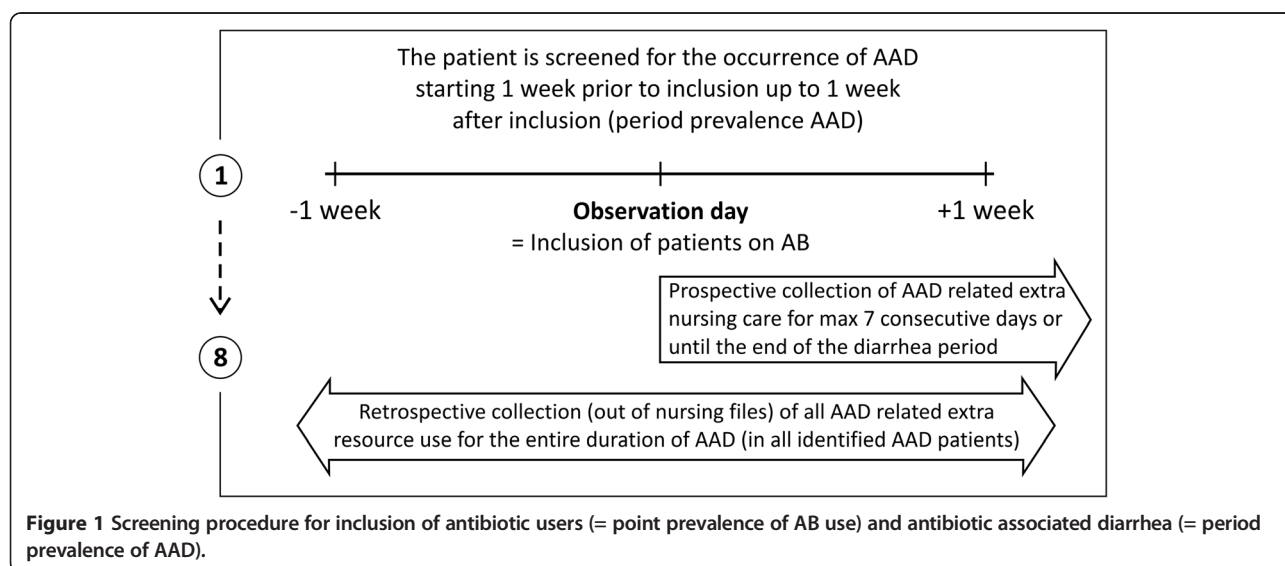 The patient is screened for the occurrence of AAD
starting 1 week prior to inclusion up to 1 week
after inclusion (period prevalence AAD)
1
-1 week
Observation day
+1 week
= Inclusion of patients on AB
Prospective collection of AAD related extra
nursing care for max 7 consecutive days or
until the end of the diarrhea period
8
Retrospective collection (out of nursing files) of all AAD related extra
resource use for the entire duration of AAD (in all identified AAD patients)
Figure 1 Screening procedure for inclusion of antibiotic users (= point prevalence of AB use) and antibiotic associated diarrhea (= period
prevalence of AAD).